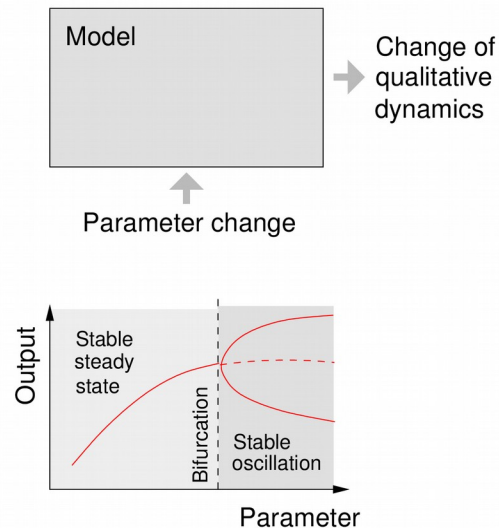 Model
Change of
qualitative
dynamics
Parameter change
Output
Stable
steady
state
Bifurcation
Stable
oscillation
Parameter